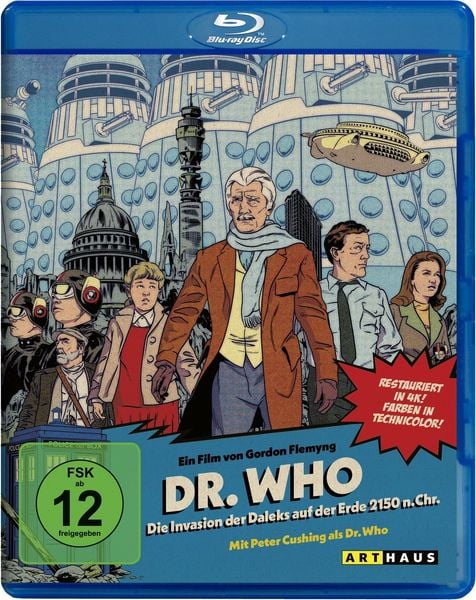 Blu-ray Disc™
RESTAURIERT
IN 4K!
FARBEN IN
TECHNICOLOR!
Ein Film von Gordon Flemyng
DR. WHO
Die Invasion der Daleks auf der Erde 2150 n.Chr.
Mit Peter Cushing als Dr. Who
FSK
ab
12
freigegeben
ARTHAUS